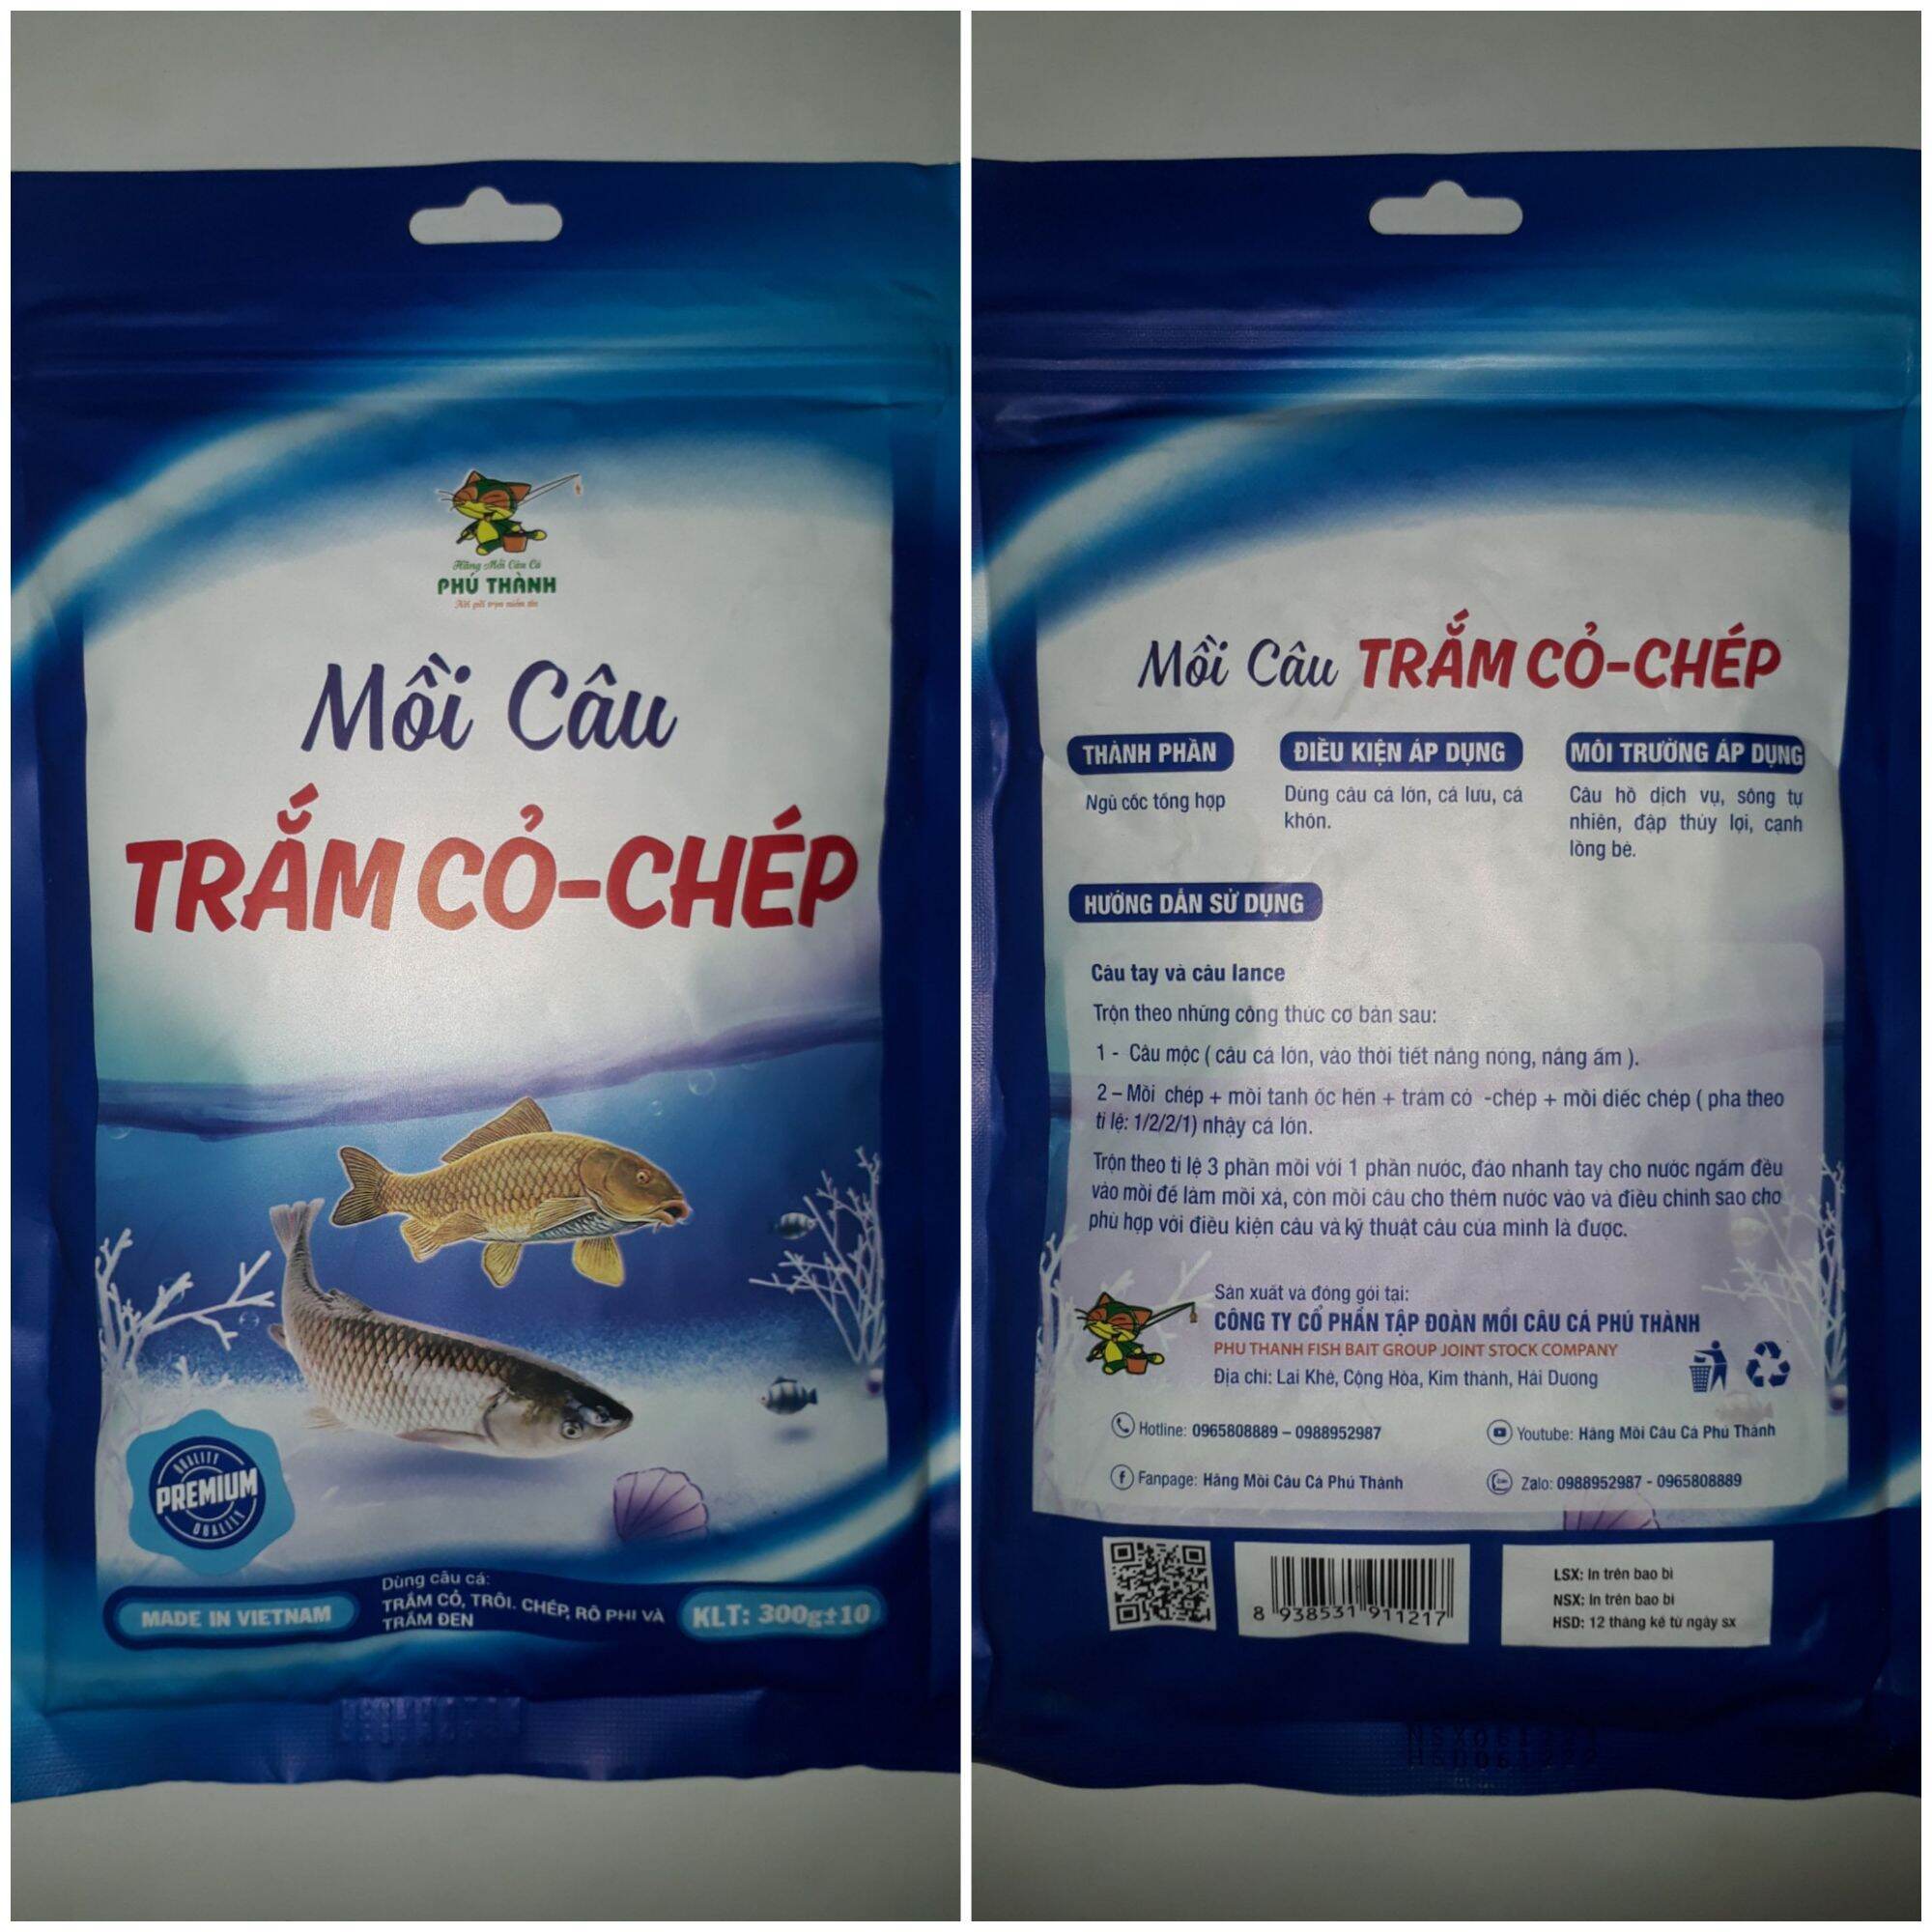 Hãng Mồi Câu Cá
PHÚ THÀNH
Mồi Câu
TRẮM CỎ-CHÉP
QUALITY
PREMIUM
QUALITY
MADE IN VIETNAM
Dùng câu cá:
TRẮM CỎ, TRÔI. CHÉP, RÔ PHI VÀ
TRẮM ĐEN
KLT: 300g±10
Mồi Câu TRẮM CỎ-CHÉP
THÀNH PHẦN
Ngũ cốc tổng hợp
ĐIỀU KIỆN ÁP DỤNG
Dùng câu cá lớn, cá lưu, cá
khôn.
MÔI TRƯỜNG ÁP DỤNG
Câu hồ dịch vụ, sông tự
nhiên, đập thủy lợi, cạnh
lồng bè.
HƯỚNG DẪN SỬ DỤNG
Câu tay và câu lance
Trộn theo những công thức cơ bản sau:
1 - Câu mộc ( câu cá lớn, vào thời tiết nắng nóng, nắng ấm ).
2 – Mồi chép + mồi tanh ốc hến + trắm cỏ -chép + mồi diếc chép ( pha theo
tỉ lệ: 1/2/2/1) nhậy cá lớn.
Trộn theo tỉ lệ 3 phần mồi với 1 phần nước, đảo nhanh tay cho nước ngấm đều
vào mồi để làm mồi xả, còn mồi câu cho thêm nước vào và điều chỉnh sao cho
phù hợp với điều kiện câu và kỹ thuật câu của mình là được.
Sản xuất và đóng gói tại:
CÔNG TY CỔ PHẦN TẬP ĐOÀN MỒI CÂU CÁ PHÚ THÀNH
PHU THANH FISH BAIT GROUP JOINT STOCK COMPANY
Địa chỉ: Lai Khê, Cộng Hòa, Kim thành, Hải Dương
Hotline: 0965808889 – 0988952987
Youtube: Hãng Mồi Câu Cá Phú Thành
Fanpage: Hãng Mồi Câu Cá Phú Thành
Zalo: 0988952987 - 0965808889
8 938531 911217
LSX: In trên bao bì
NSX: In trên bao bì
HSD: 12 tháng kể từ ngày sx